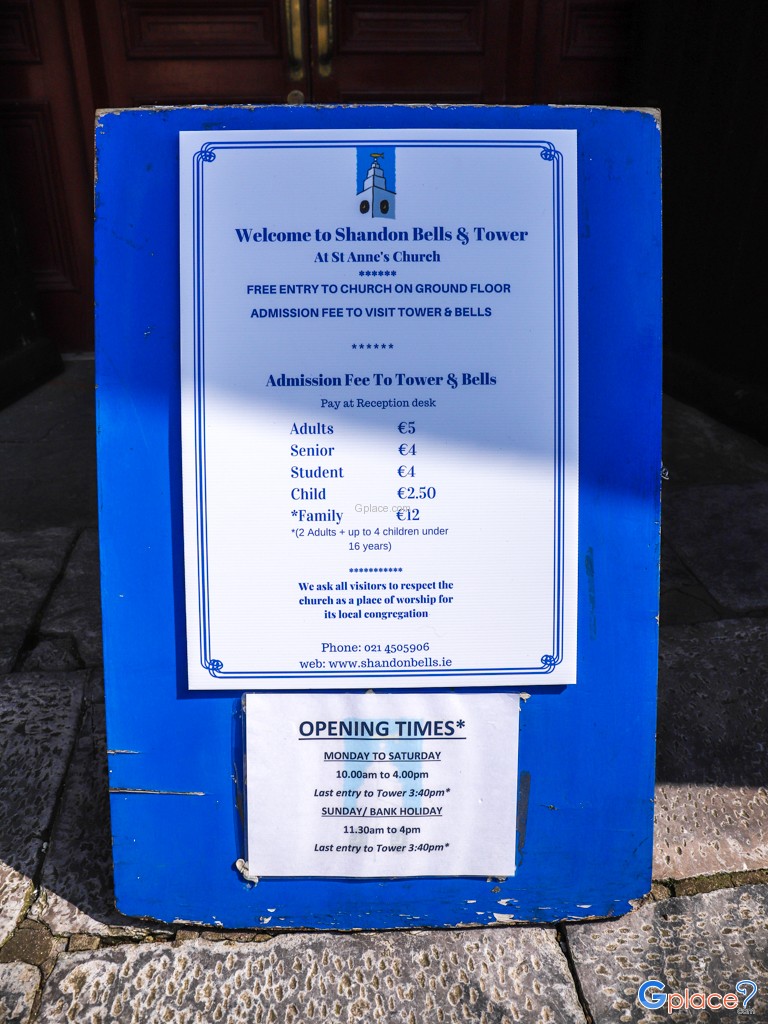 Welcome to Shandon Bells & Tower
At St Anne's Church
******
FREE ENTRY TO CHURCH ON GROUND FLOOR
ADMISSION FEE TO VISIT TOWER & BELLS
******
Admission Fee To Tower & Bells
Pay at Reception desk
Adults €5
Senior €4
Student €4
Child €2.50
Gplace.com
*Family €12
*(2 Adults + up to 4 children under
16 years)
***********
We ask all visitors to respect the
church as a place of worship for
its local congregation
Phone: 021 4505906
web: www.shandonbells.ie
OPENING TIMES*
MONDAY TO SATURDAY
10.00am to 4.00pm
Last entry to Tower 3:40pm*
SUNDAY/ BANK HOLIDAY
11.30am to 4pm
Last entry to Tower 3:40pm*
Gplace?
.com